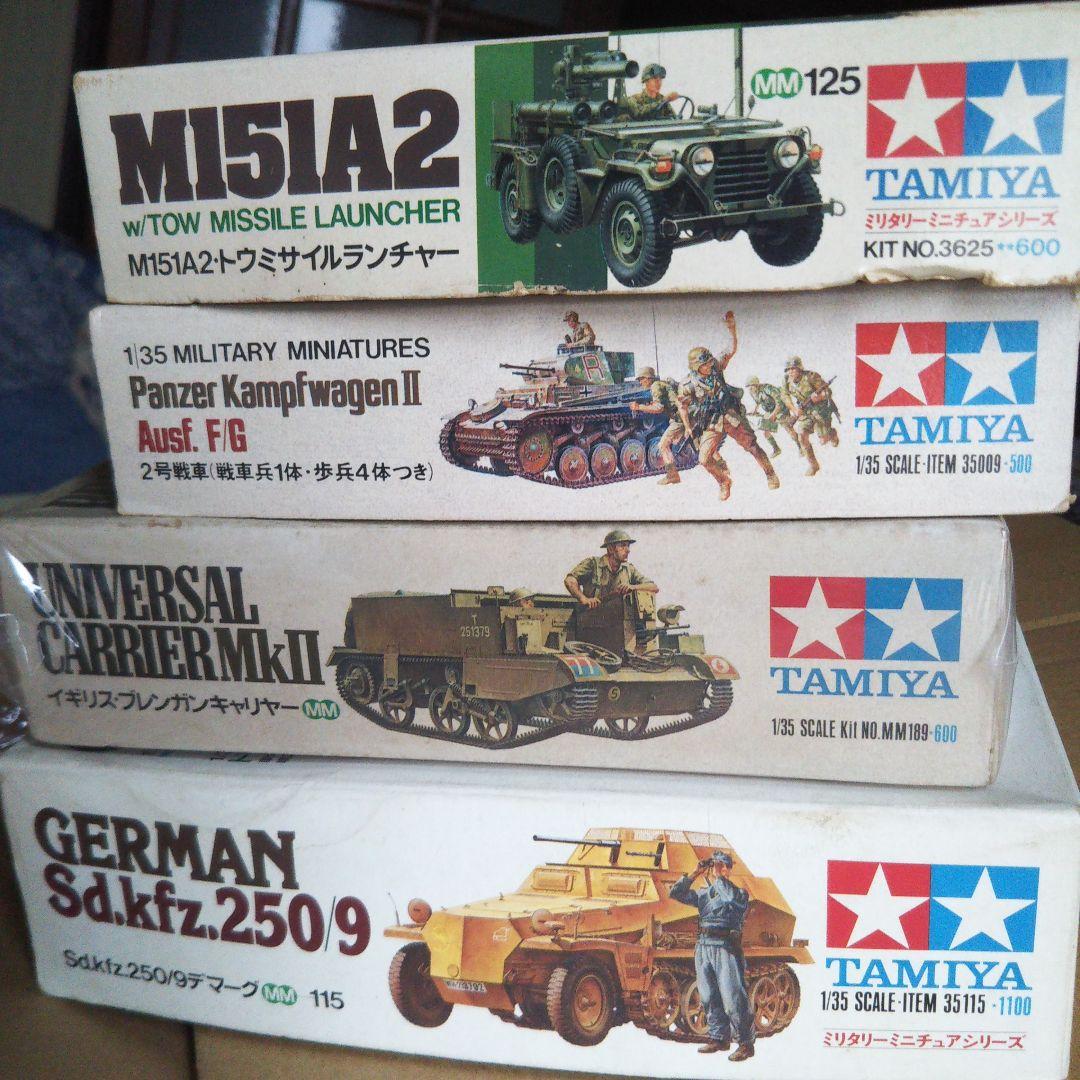 M151A2
w/TOW MISSILE LAUNCHER
M151A2・トウミサイルランチャー
MM 125
TAMIYA
ミリタリーミニチュアシリーズ
KIT NO.3625 **600
1/35 MILITARY MINIATURES
Panzer Kampfwagen II
Ausf. F/G
2号戦車(戦車兵1体・歩兵4体つき)
R
TAMIYA
1/35 SCALE・ITEM 35009 -500
UNIVERSAL
CARRIER MkII
イギリス・ブレンガンキャリヤー MM
T
251379
TAMIYA
1/35 SCALE Kit NO.MM189-600
GERMAN
Sd.kfz.250/9
Sd.kfz.250/9デマーグ MM 115
TAMIYA
1/35 SCALE・ITEM 35115 -1100
ミリタリーミニチュアシリーズ